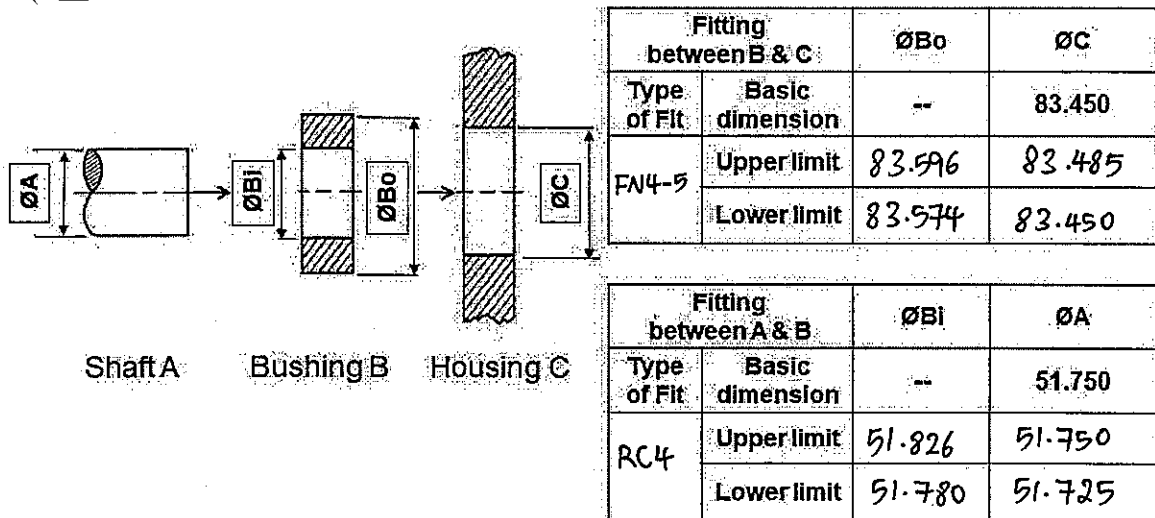 Fitting between B & C ØBo ØC
Type of Fit Basic dimension -- 83.450
FN4-5 Upper limit 83.596 83.485
Lower limit 83.574 83.450
ØA ØBi ØBo ØC
Shaft A Bushing B Housing C
Fitting between A & B ØBi ØA
Type of Fit Basic dimension -- 51.750
RC4 Upper limit 51.826 51.750
Lower limit 51.780 51.725